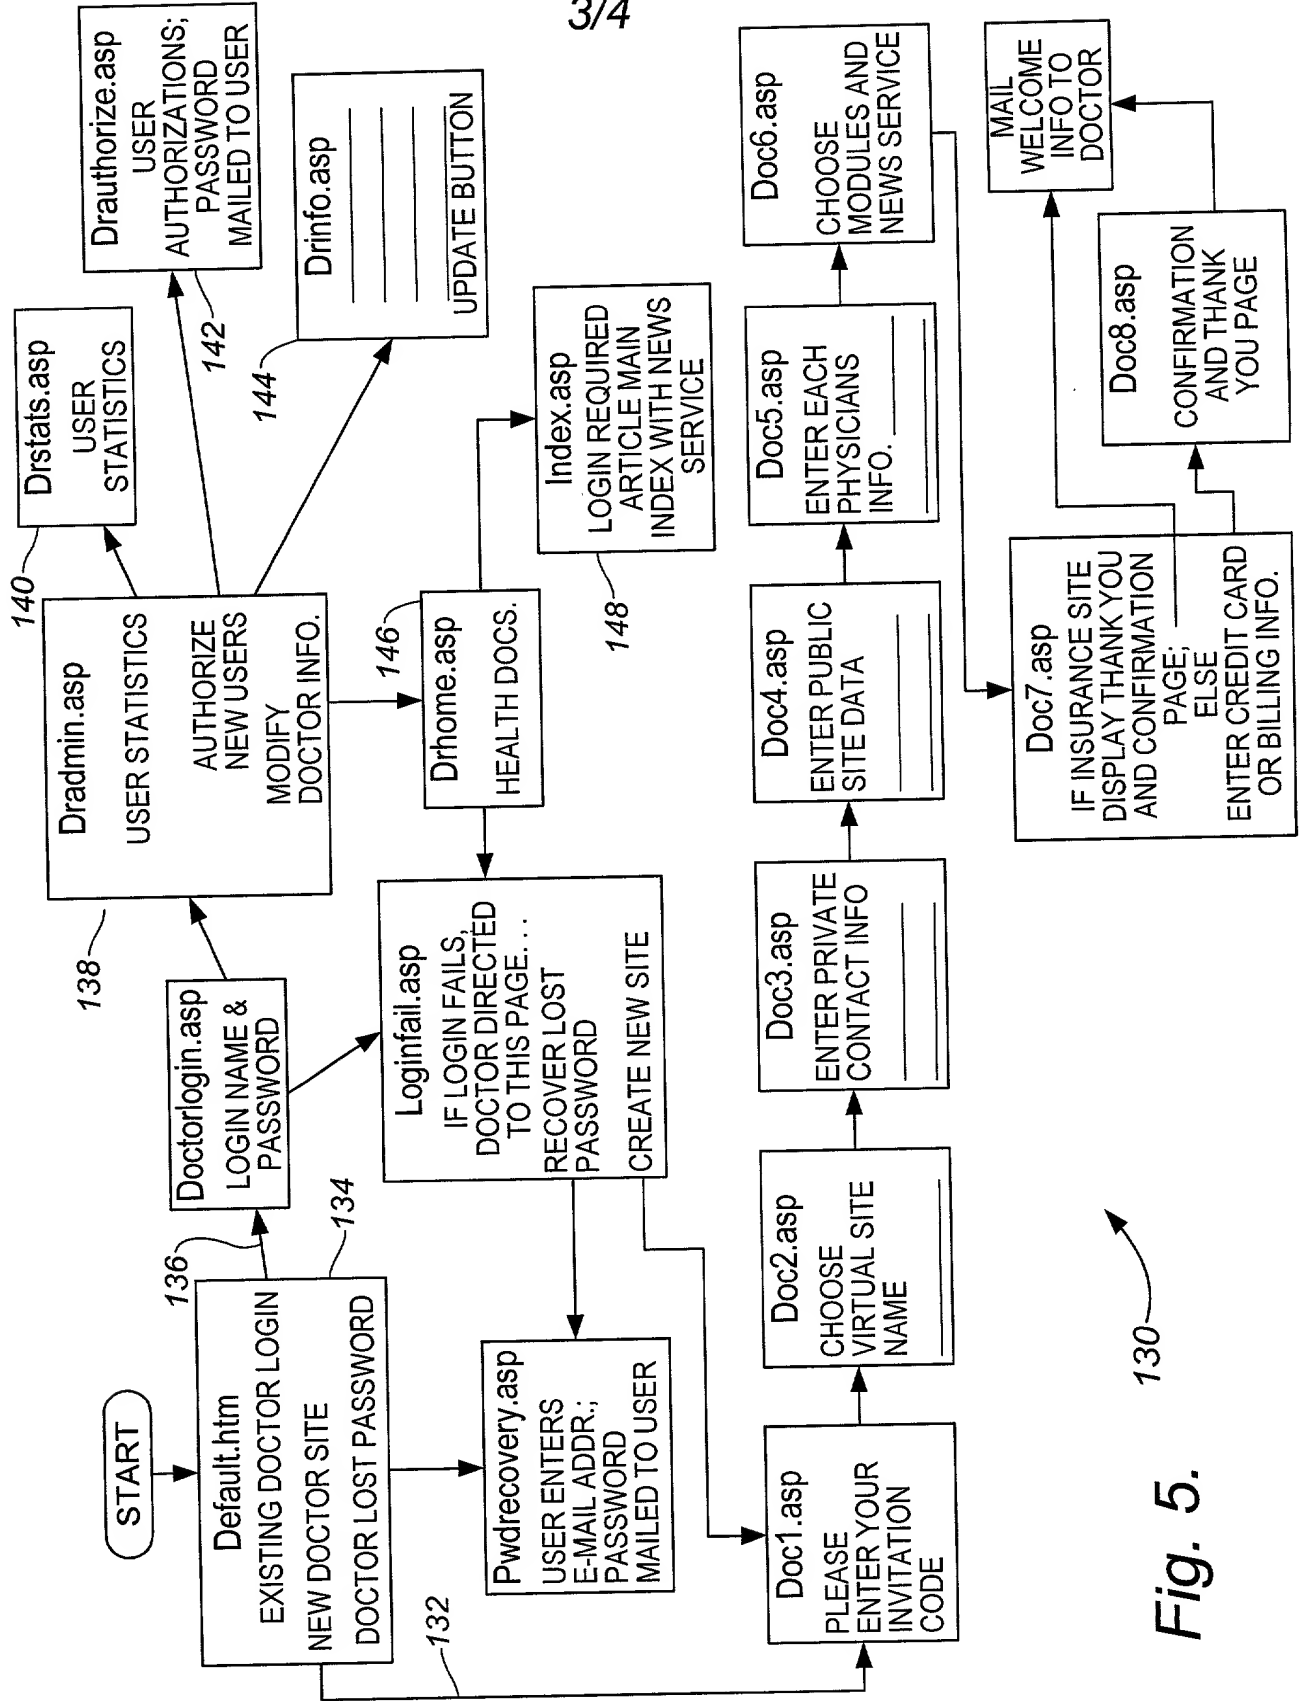 3/4
START
Default.htm
EXISTING DOCTOR LOGIN
NEW DOCTOR SITE
DOCTOR LOST PASSWORD
132
134
136
Doctorlogin.asp
LOGIN NAME &
PASSWORD
138
Dradmin.asp
USER STATISTICS
AUTHORIZE
NEW USERS
MODIFY
DOCTOR INFO.
140
Drstats.asp
USER
STATISTICS
142
Drauthorize.asp
USER
AUTHORIZATIONS;
PASSWORD
MAILED TO USER
144
Drinfo.asp
UPDATE BUTTON
146
Drhome.asp
HEALTH DOCS.
148
Index.asp
LOGIN REQUIRED
ARTICLE MAIN
INDEX WITH NEWS
SERVICE
Loginfail.asp
IF LOGIN FAILS,
DOCTOR DIRECTED
TO THIS PAGE...
RECOVER LOST
PASSWORD
CREATE NEW SITE
Pwdrecovery.asp
USER ENTERS
E-MAIL ADDR.;
PASSWORD
MAILED TO USER
Doc1.asp
PLEASE
ENTER YOUR
INVITATION
CODE
Doc2.asp
CHOOSE
VIRTUAL SITE
NAME
Doc3.asp
ENTER PRIVATE
CONTACT INFO
Doc4.asp
ENTER PUBLIC
SITE DATA
Doc5.asp
ENTER EACH
PHYSICIANS
INFO.
Doc6.asp
CHOOSE
MODULES AND
NEWS SERVICE
Doc7.asp
IF INSURANCE SITE
DISPLAY THANK YOU
AND CONFIRMATION
PAGE;
ELSE
ENTER CREDIT CARD
OR BILLING INFO.
Doc8.asp
CONFIRMATION
AND THANK
YOU PAGE
MAIL
WELCOME
INFO TO
DOCTOR
130
Fig. 5.